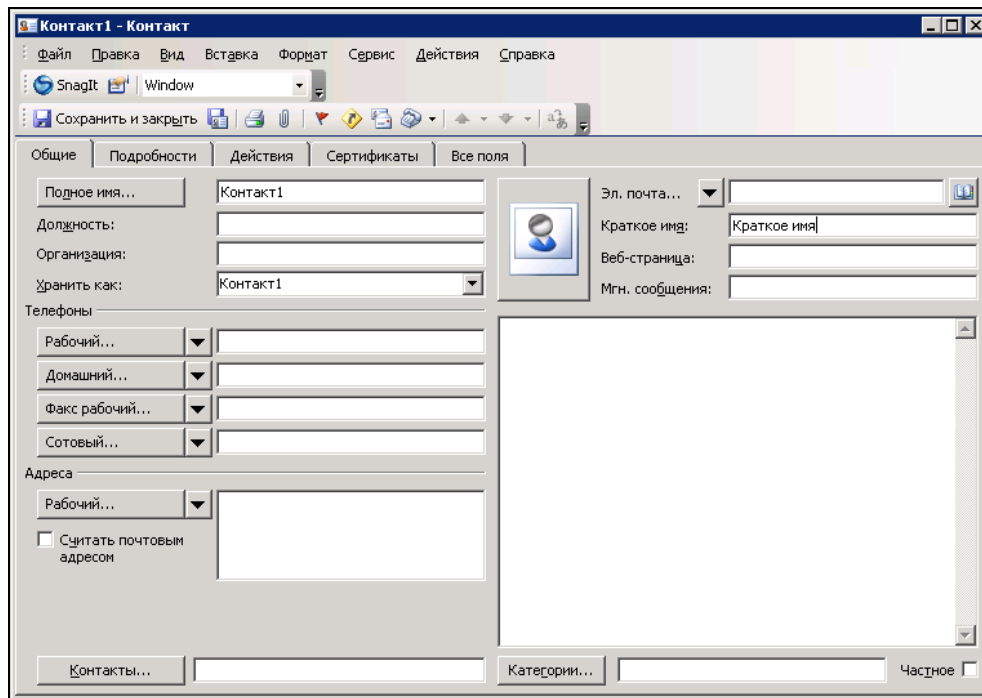 Контакт1 - Контакт
Файл Правка Вид Вставка Формат Сервис Действия Справка
SnagIt Window
Сохранить и закрыть
Общие Подробности Действия Сертификаты Все поля
Полное имя... Контакт1 Эл. почта...
Должность: Краткое имя: Краткое имя
Организация: Веб-страница:
Хранить как: Контакт1 Мгн. сообщения:
Телефоны
Рабочий...
Домашний...
Факс рабочий...
Сотовый...
Адреса
Рабочий...
Считать почтовым
адресом
Контакты... Категории... Частное